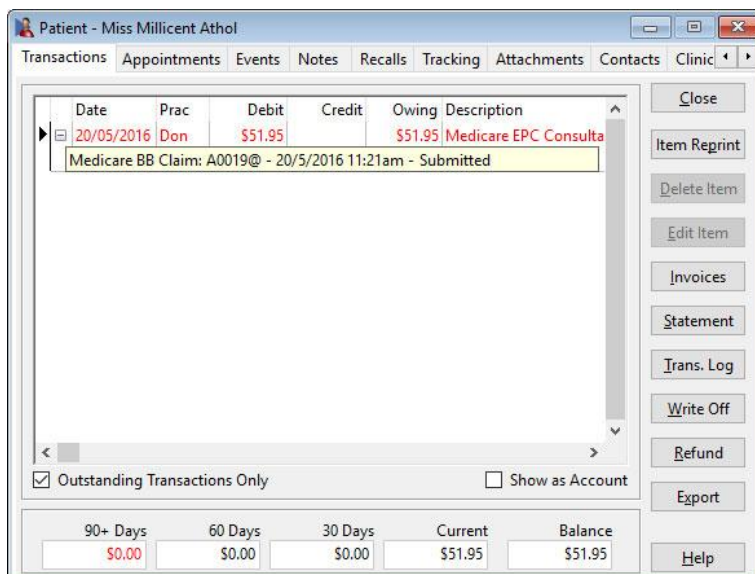 Patient - Miss Millicent Athol
Transactions Appointments Events Notes Recalls Tracking Attachments Contacts Clinic
Date Prac Debit Credit Owing Description
20/05/2016 Don $51.95 $51.95 Medicare EPC Consulta
Medicare BB Claim: A0019@ - 20/5/2016 11:21am - Submitted
Close
Item Reprint
Delete Item
Edit Item
Invoices
Statement
Trans. Log
Write Off
Refund
Export
Help
Outstanding Transactions Only Show as Account
90+ Days 60 Days 30 Days Current Balance
$0.00 $0.00 $0.00 $51.95 $51.95